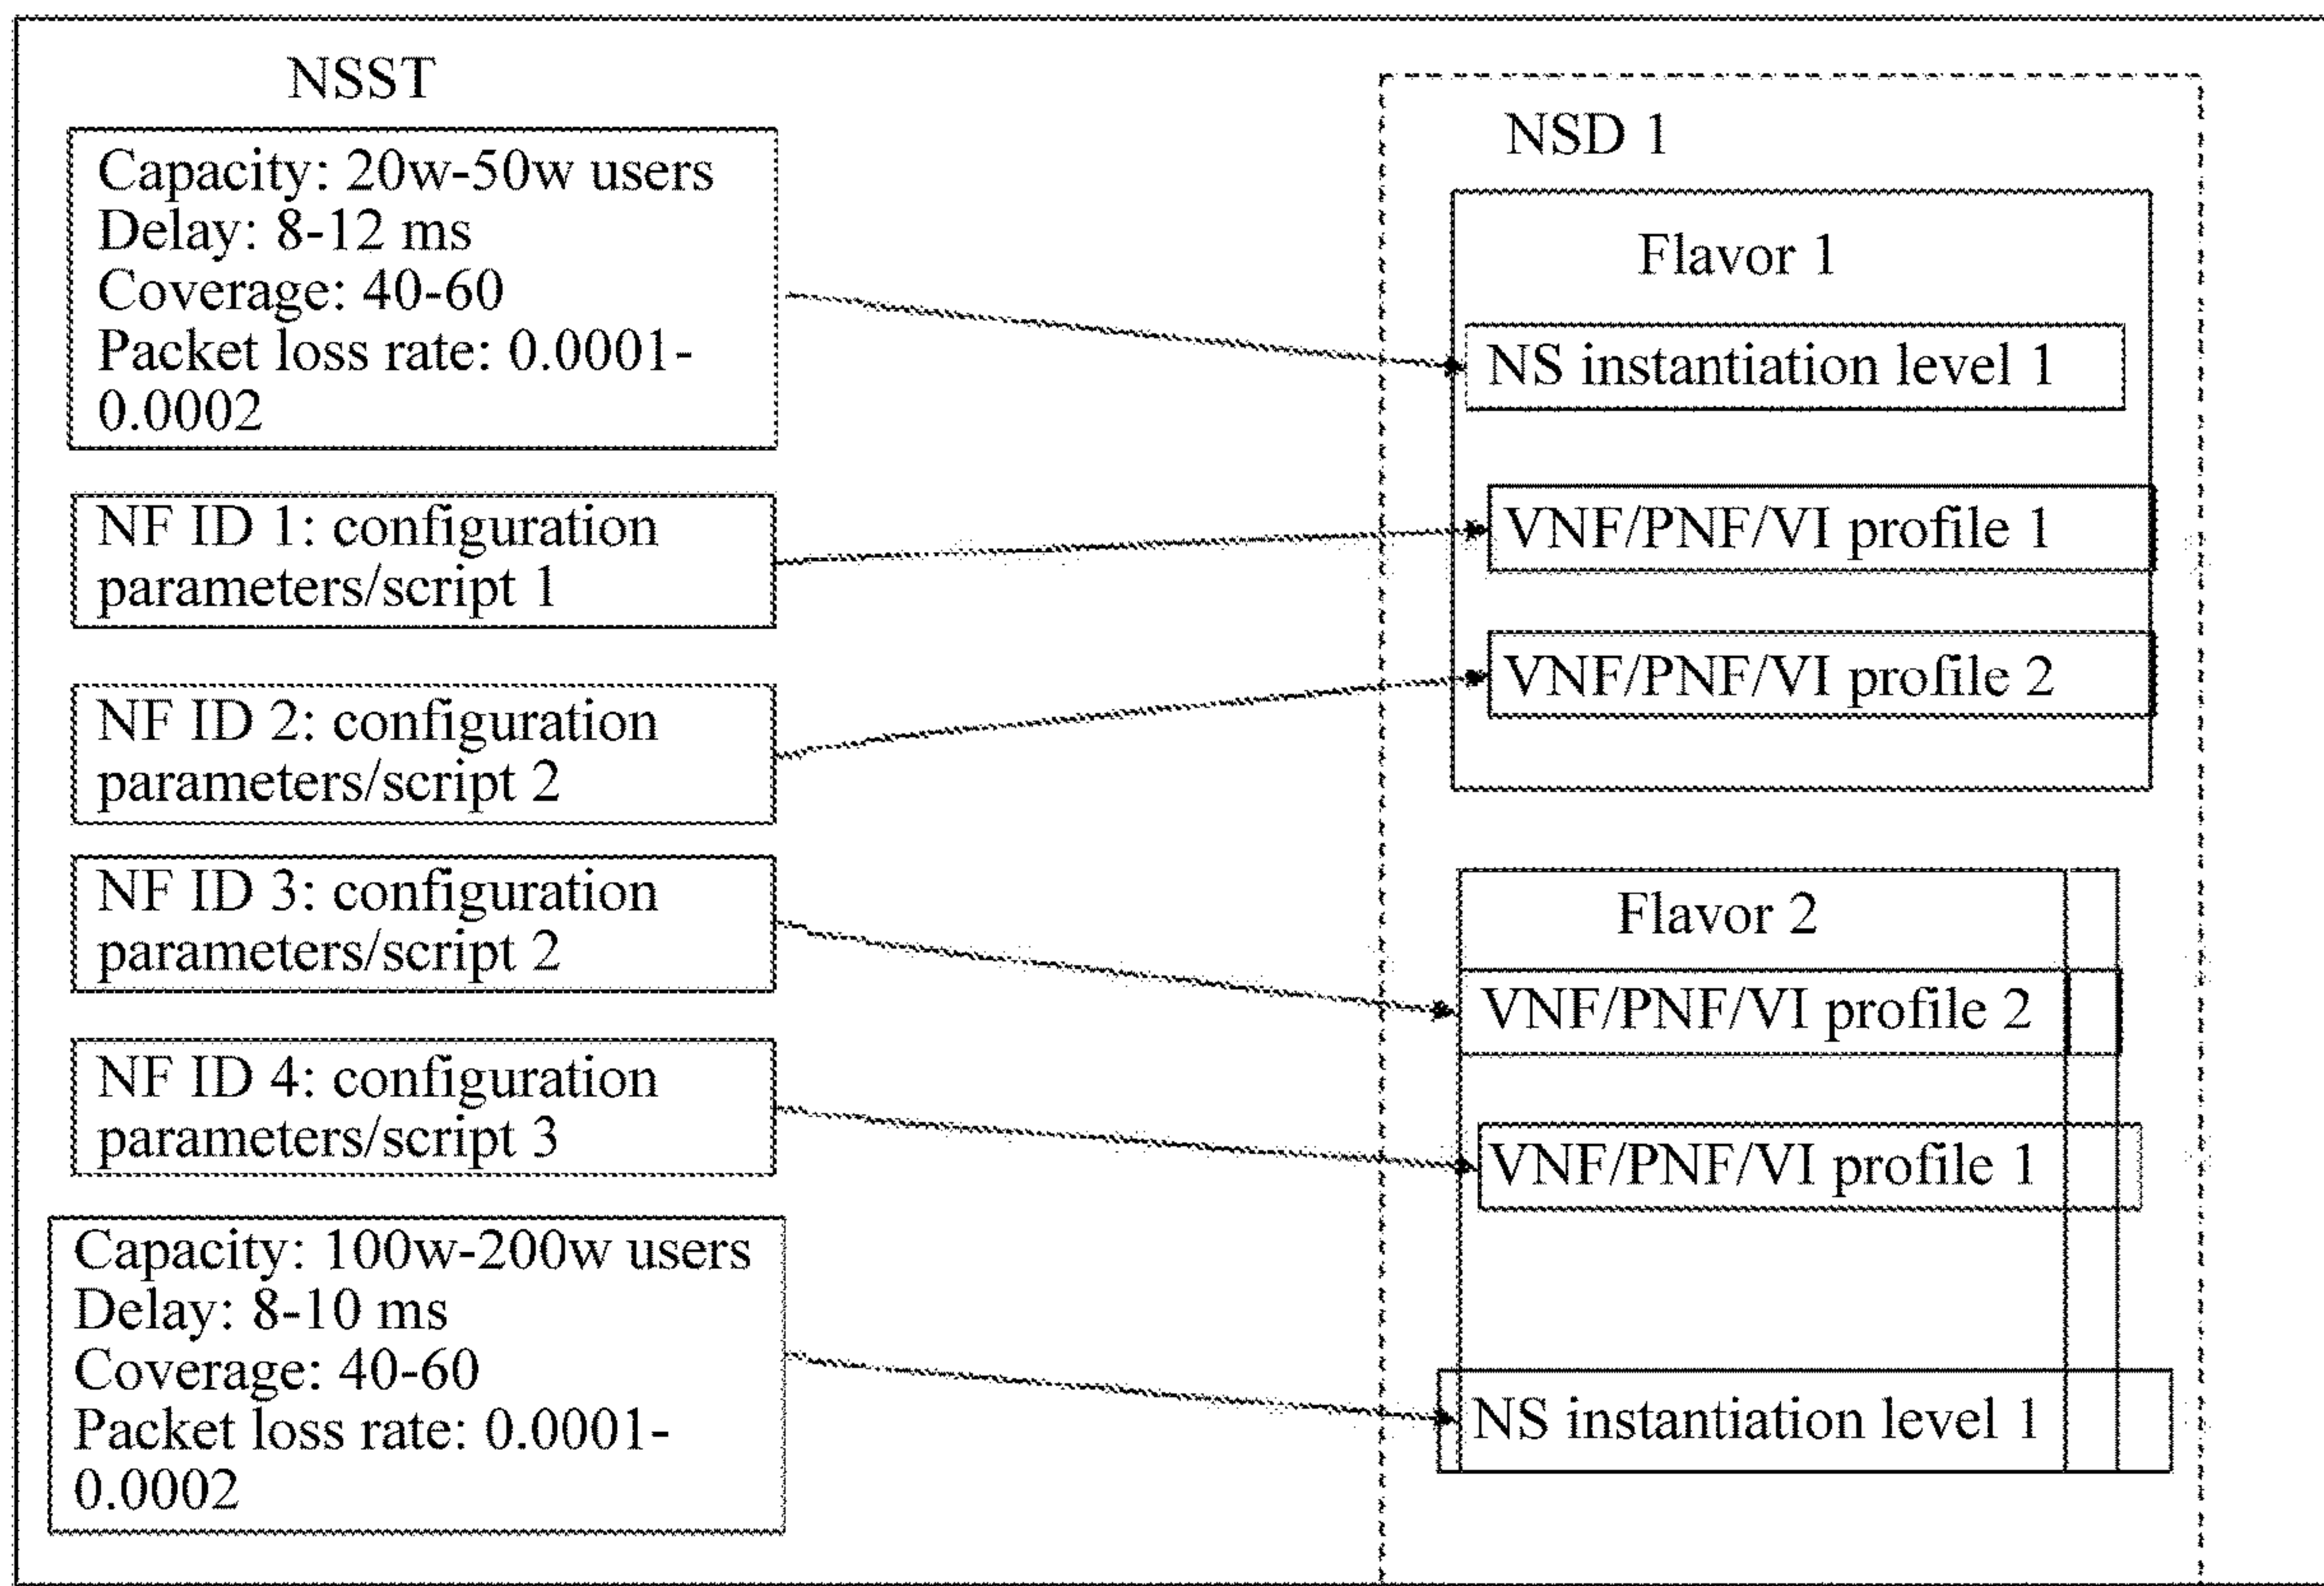 NSST
Capacity: 20w-50w users
Delay: 8-12 ms
Coverage: 40-60
Packet loss rate: 0.0001-
0.0002
NF ID 1: configuration
parameters/script 1
NF ID 2: configuration
parameters/script 2
NF ID 3: configuration
parameters/script 2
NF ID 4: configuration
parameters/script 3
Capacity: 100w-200w users
Delay: 8-10 ms
Coverage: 40-60
Packet loss rate: 0.0001-
0.0002
NSD 1
Flavor 1
NS instantiation level 1
VNF/PNF/VI profile 1
VNF/PNF/VI profile 2
Flavor 2
VNF/PNF/VI profile 2
VNF/PNF/VI profile 1
NS instantiation level 1